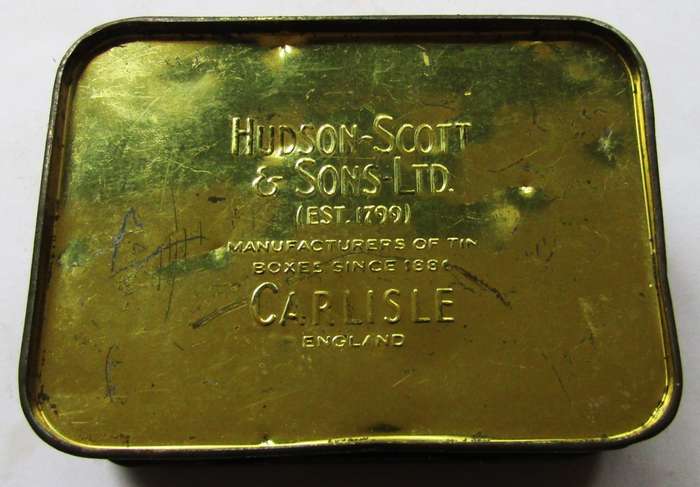 HUDSON-SCOTT
& SONS-LTD.
(EST. 1799)
MANUFACTURERS OF TIN
BOXES SINCE
CARLISLE
ENGLAND